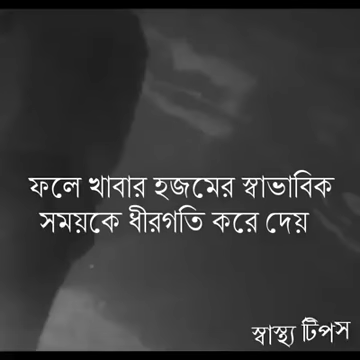 ফলে খাবার হজমের স্বাভাবিক
সময়কে ধীরগতি করে দেয়
স্বাস্থ্য টিপস